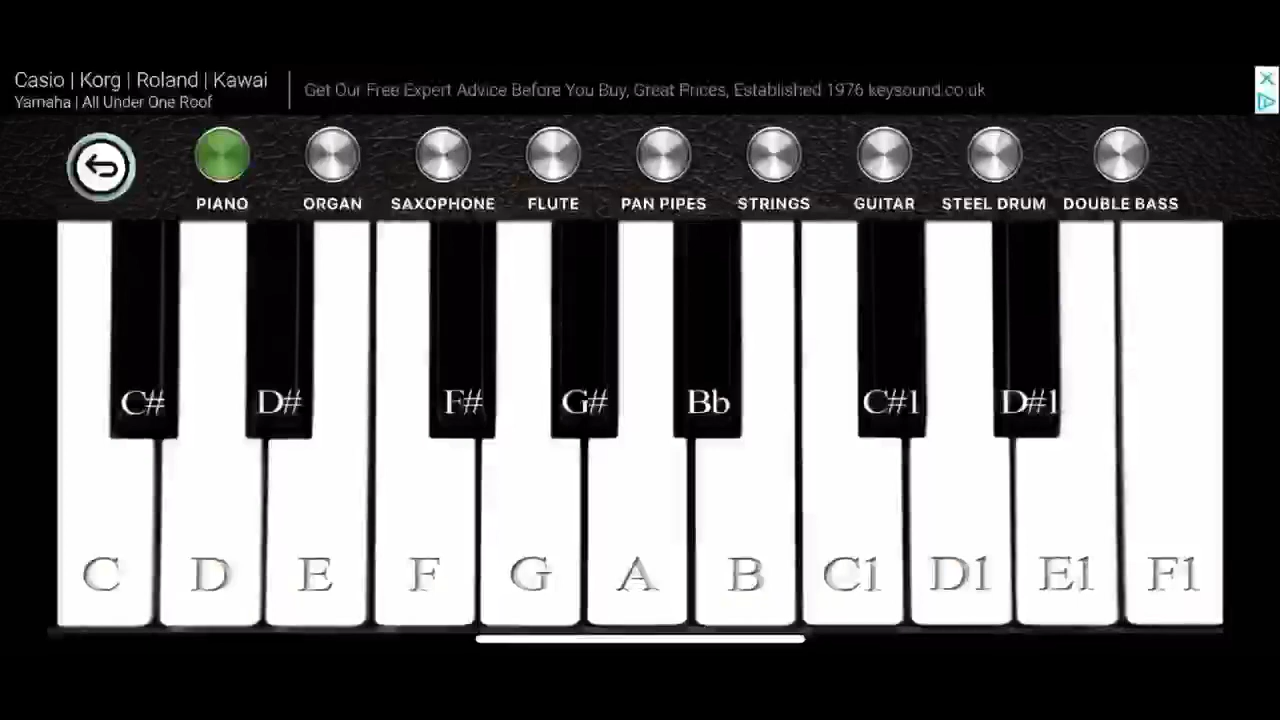 Casio | Korg | Roland | Kawai
Yamaha | All Under One Roof
Get Our Free Expert Advice Before You Buy, Great Prices, Established 1976 keysound.co.uk
PIANO ORGAN SAXOPHONE FLUTE PAN PIPES STRINGS GUITAR STEEL DRUM DOUBLE BASS
C# D# F# G# Bb C#1 D#1
C D E F G A B C1 D1 E1 F1